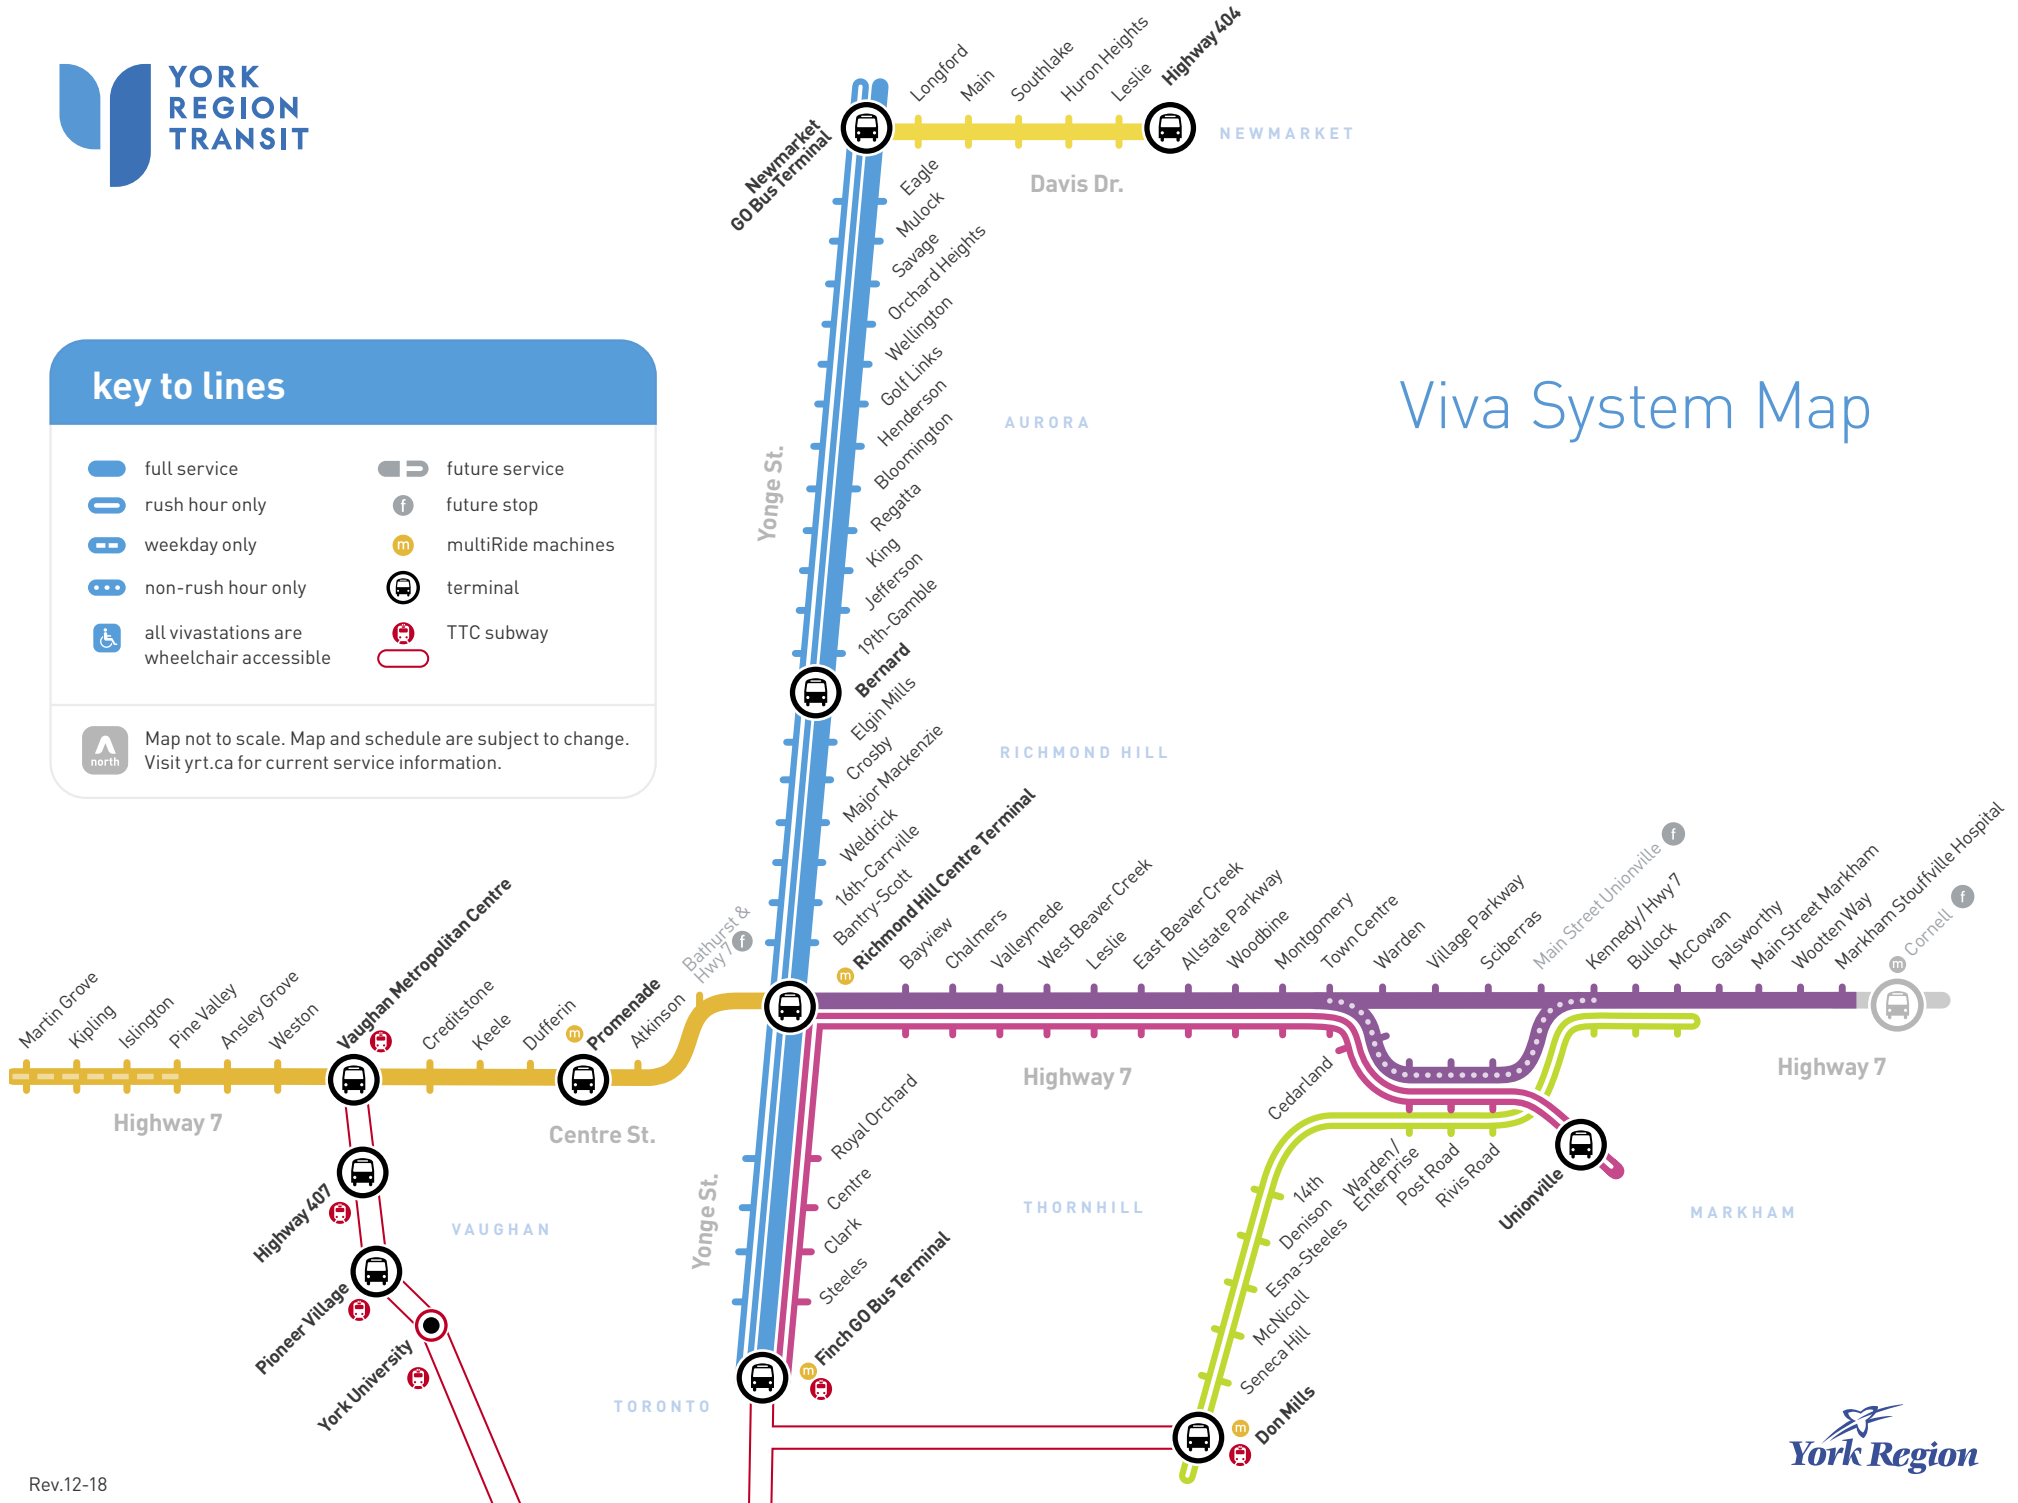 YORK
REGION
TRANSIT
Viva System Map
key to lines
full service
rush hour only
weekday only
non-rush hour only
all vivastations are
wheelchair accessible
future service
f
future stop
m
multiRide machines
terminal
TTC subway
north
Map not to scale. Map and schedule are subject to change.
Visit yrt.ca for current service information.
Newmarket
GO Bus Terminal
Longford
Main
Southlake
Huron Heights
Leslie
Highway 404
NEWMARKET
Davis Dr.
Eagle
Mulock
Savage
Orchard Heights
Wellington
Golf Links
Henderson
Bloomington
Regatta
King
Jefferson
19th-Gamble
Bernard
Elgin Mills
Crosby
Major Mackenzie
Weldrick
16th-Carrville
Bantry-Scott
m
Richmond Hill Centre Terminal
Yonge St.
AURORA
RICHMOND HILL
Martin Grove
Kipling
Islington
Pine Valley
Ansley Grove
Weston
Vaughan Metropolitan Centre
Creditstone
Keele
Dufferin
m
Promenade
Atkinson
Bathurst &
Hwy 7
f
Highway 7
Centre St.
Bayview
Chalmers
Valleymede
West Beaver Creek
Leslie
East Beaver Creek
Allstate Parkway
Woodbine
Montgomery
Town Centre
Warden
Village Parkway
Sciberras
Main Street Unionville
f
Kennedy/Hwy 7
Bullock
McCowan
Galsworthy
Main Street Markham
Wooten Way
Markham Stouffville Hospital
m
Cornell
f
Highway 7
Highway 7
Cedarland
Warden/
Enterprise
Post Road
Rivis Road
Unionville
Royal Orchard
Centre
Clark
Steeles
m
Finch GO Bus Terminal
Yonge St.
14th
Denison
Esna-Steeles
McNicoll
Seneca Hill
m
Don Mills
Highway 407
Pioneer Village
York University
VAUGHAN
THORNHILL
MARKHAM
TORONTO
York Region
Rev.12-18